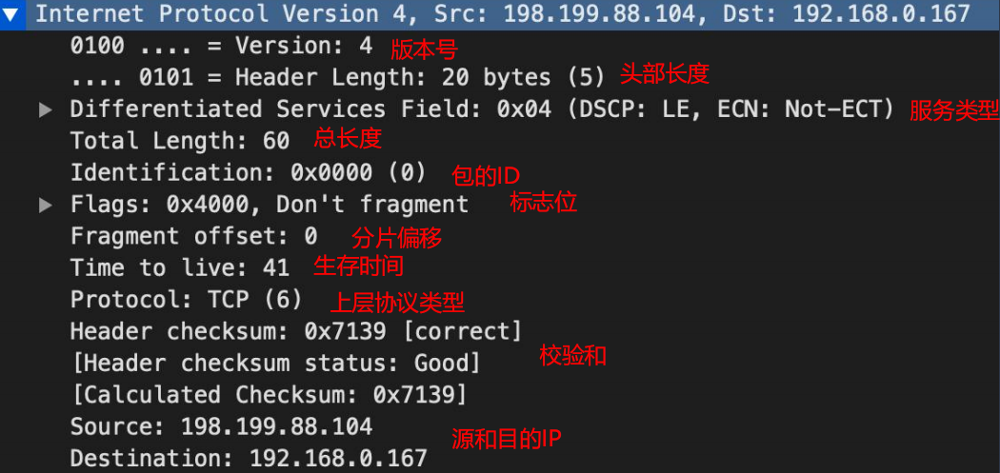 Internet Protocol Version 4, Src: 198.199.88.104, Dst: 192.168.0.167
0100 .... = Version: 4 版本号
.... 0101 = Header Length: 20 bytes (5) 头部长度
Differentiated Services Field: 0x04 (DSCP: LE, ECN: Not-ECT) 服务类型
Total Length: 60 总长度
Identification: 0x0000 (0) 包的ID
Flags: 0x4000, Don't fragment 标志位
Fragment offset: 0 分片偏移
Time to live: 41 生存时间
Protocol: TCP (6) 上层协议类型
Header checksum: 0x7139 [correct]
[Header checksum status: Good] 校验和
[Calculated Checksum: 0x7139]
Source: 198.199.88.104
源和目的IP
Destination: 192.168.0.167